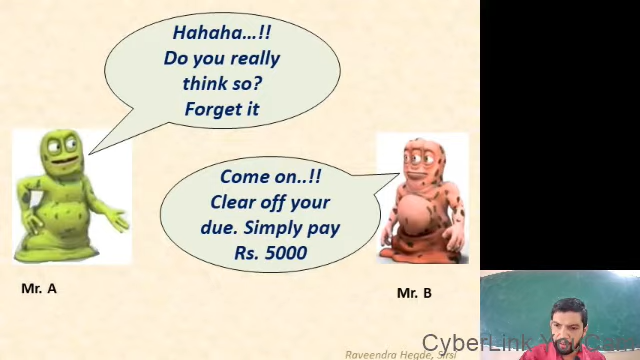 Hahaha...!!
Do you really
think so?
Forget it
Come on..!!
Clear off your
due. Simply pay
Rs. 5000
Mr. A
Mr. B
Raveendra Hegde, Sirsi
CyberLink YouCam